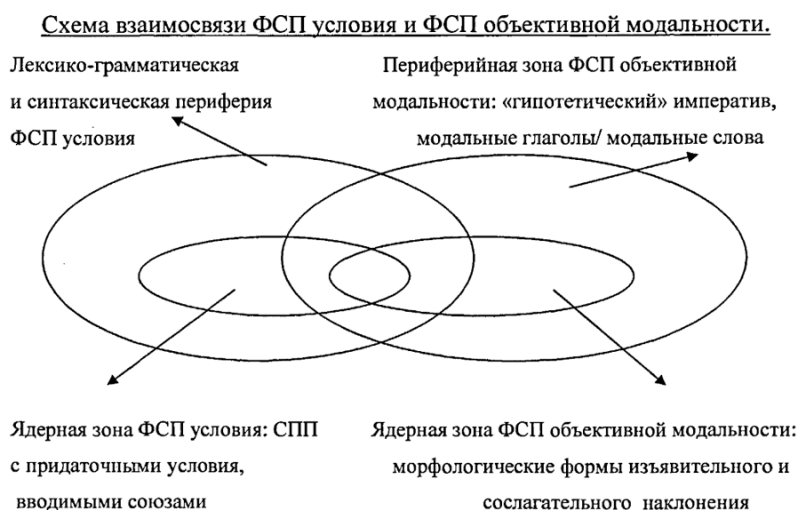 Схема взаимосвязи ФСП условия и ФСП объективной модальности.
Лексико-грамматическая
и синтаксическая периферия
ФСП условия
Периферийная зона ФСП объективной
модальности: «гипотетический» императив,
модальные глаголы/ модальные слова
Ядерная зона ФСП условия: СПП
с придаточными условия,
вводимыми союзами
Ядерная зона ФСП объективной модальности:
морфологические формы изъявительного и
сослагательного наклонения